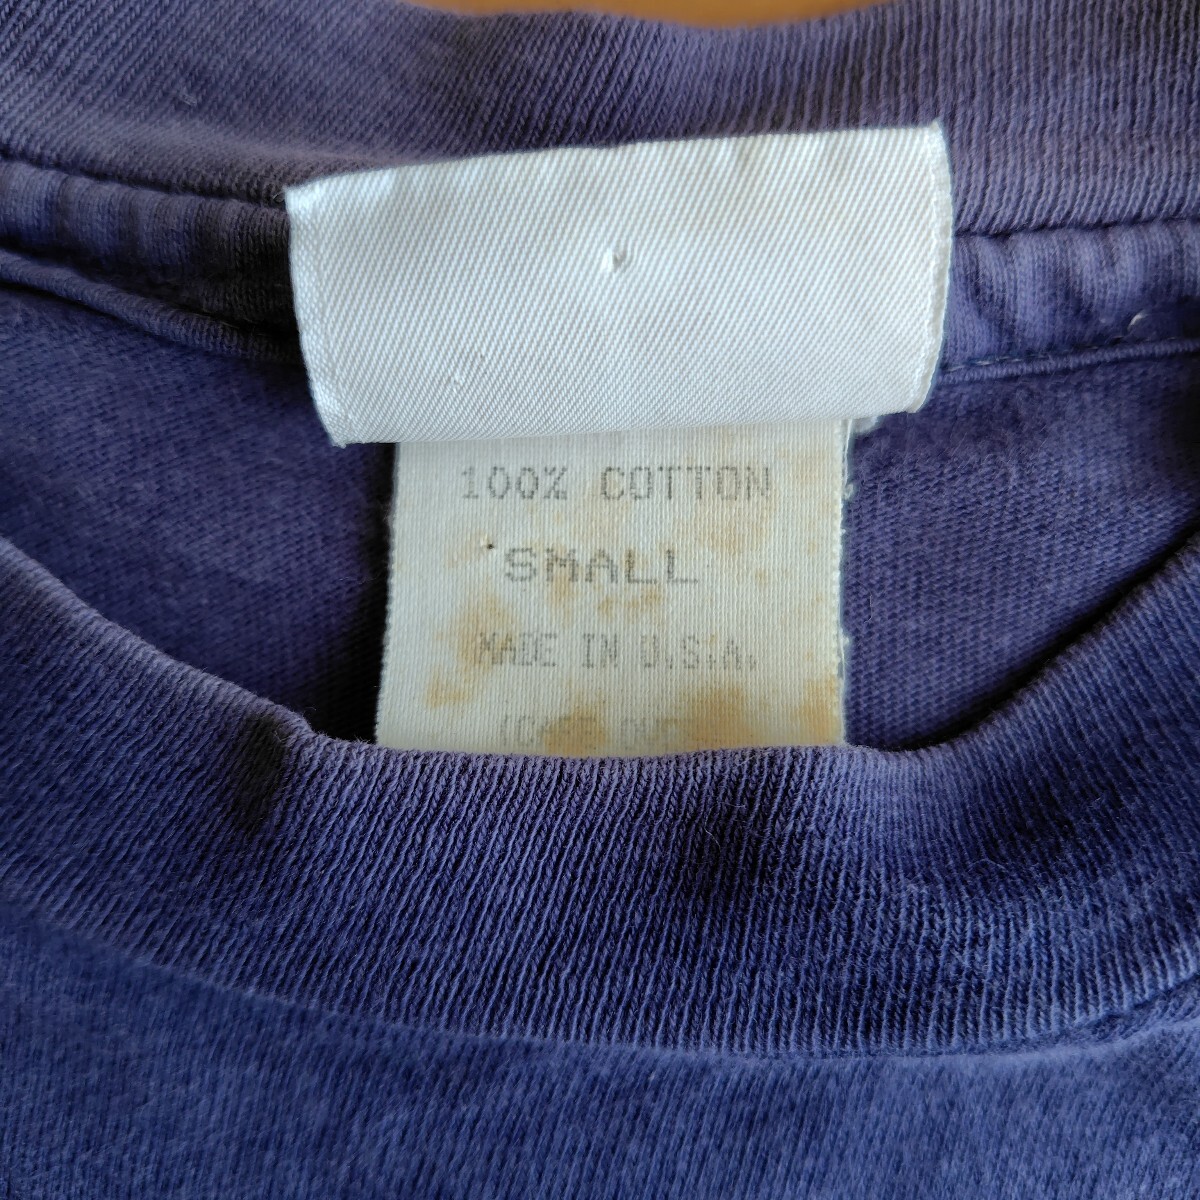 100% COTTON
SMALL
MADE IN U.S.A.